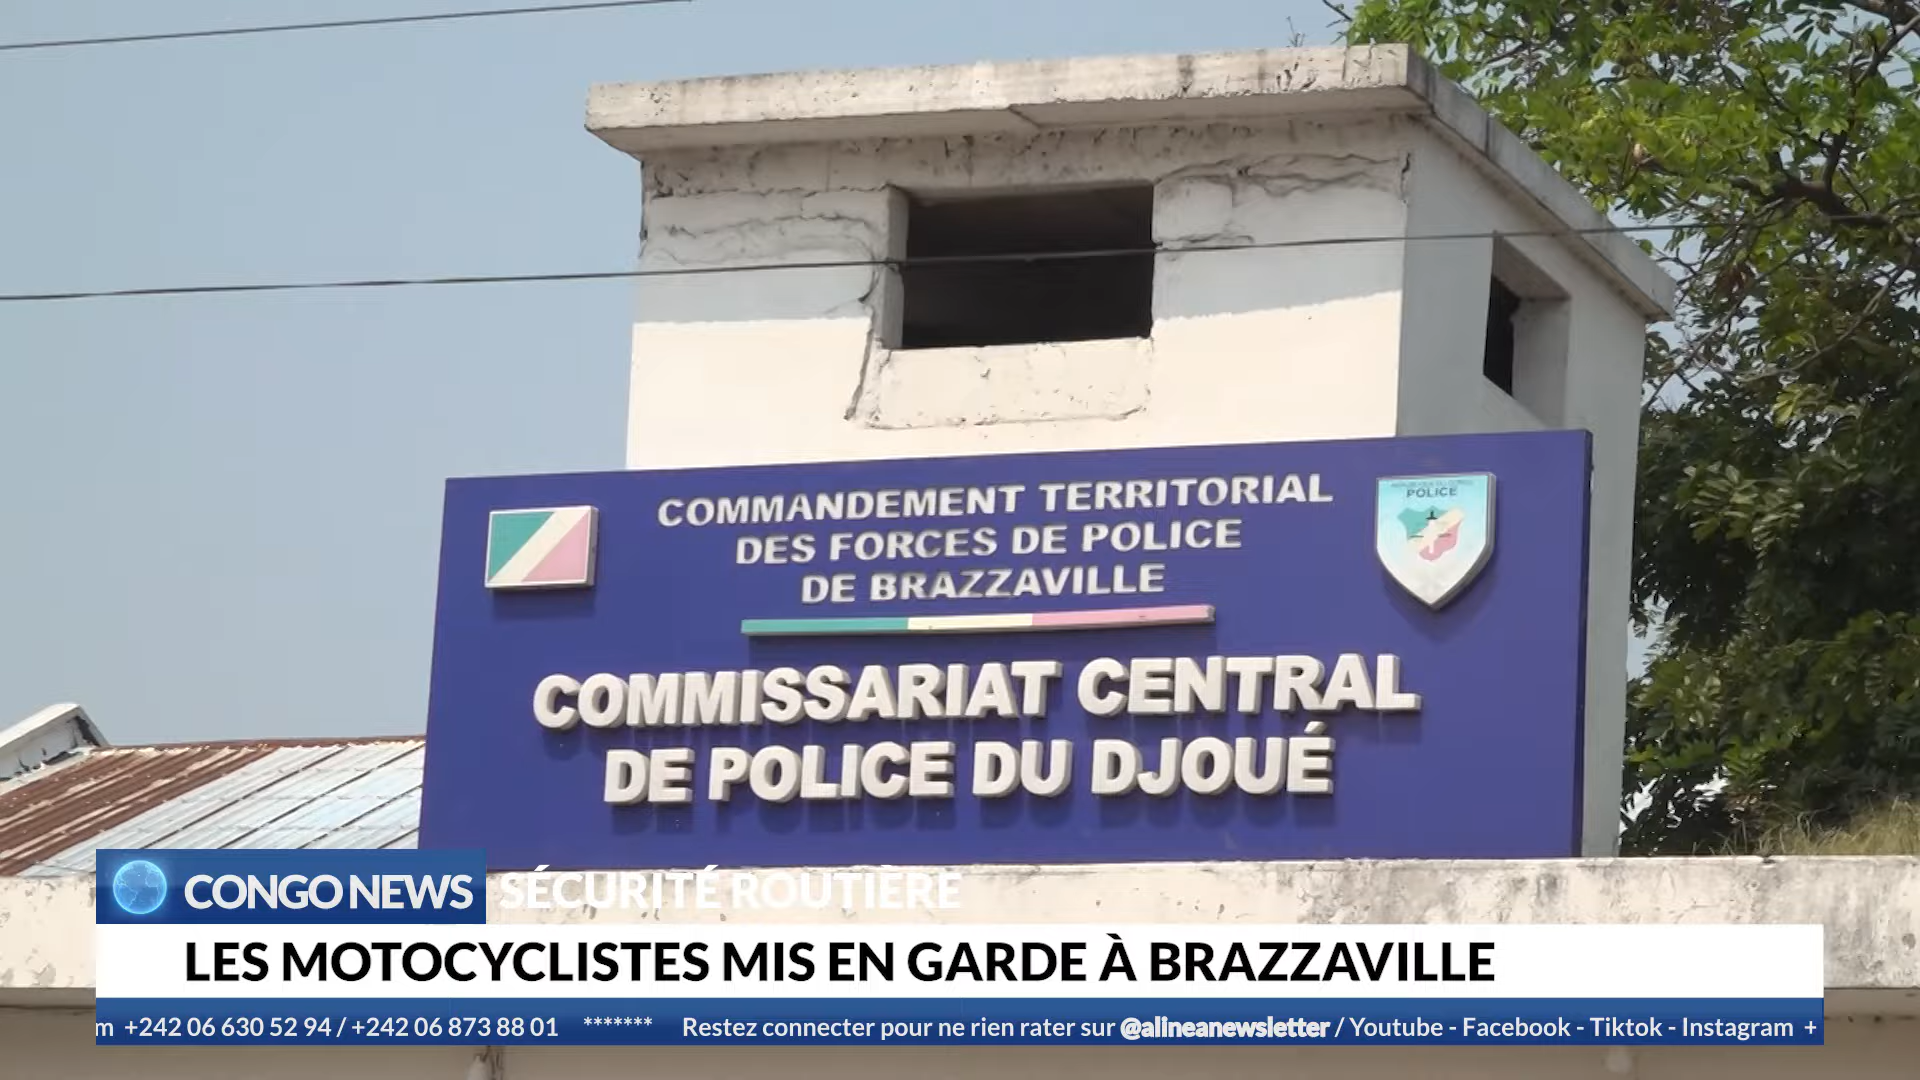 COMMANDEMENT TERRITORIAL
DES FORCES DE POLICE
DE BRAZZAVILLE
POLICE
COMMISSARIAT CENTRAL
DE POLICE DU DJOUÉ
CONGO NEWS
SÉCURITÉ ROUTIÈRE
LES MOTOCYCLISTES MIS EN GARDE À BRAZZAVILLE
m +242 06 630 52 94 / +242 06 873 88 01 ******* Restez connecter pour ne rien rater sur @alineanewsletter / Youtube - Facebook - Tiktok - Instagram +